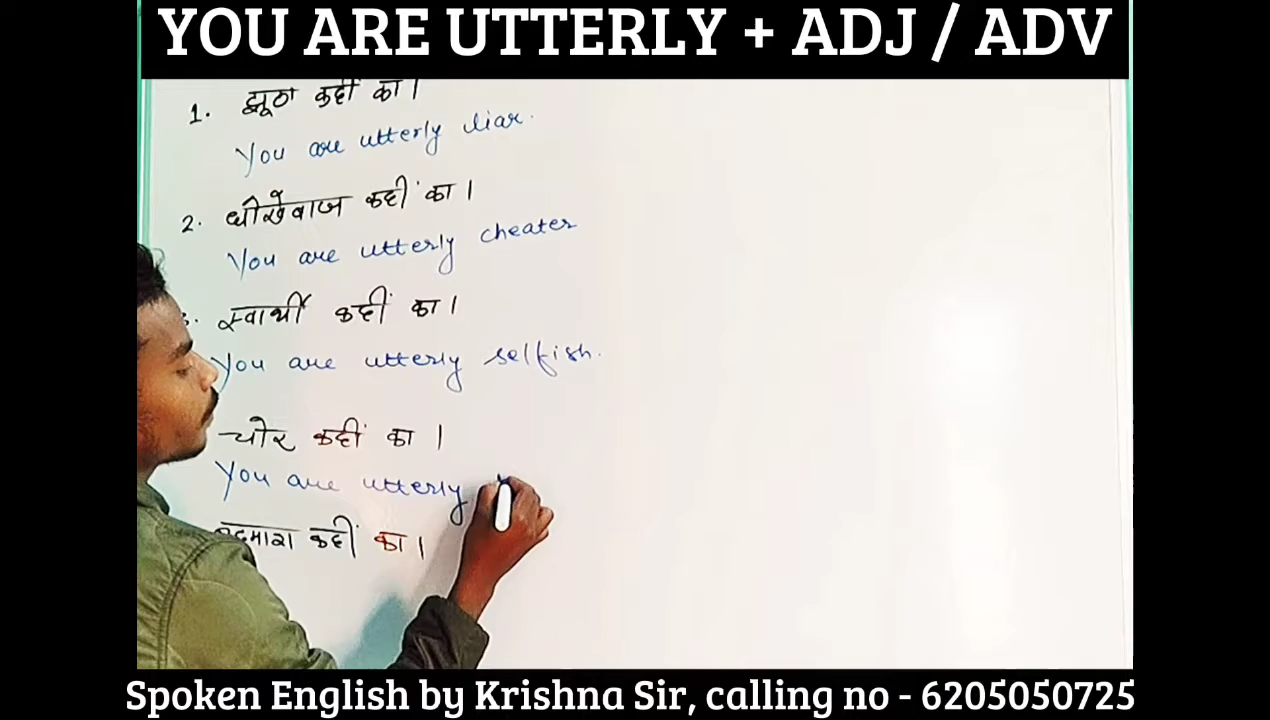 YOU ARE UTTERLY + ADJ / ADV
1. झूठा कहीं का।
You are utterly liar.
2. धोखेबाज कहीं का।
You are utterly cheater
स्वार्थी कहीं का।
You are utterly selfish.
चोर कहीं का।
You are utterly
बदमाश कहीं का।
Spoken English by Krishna Sir, calling no - 6205050725